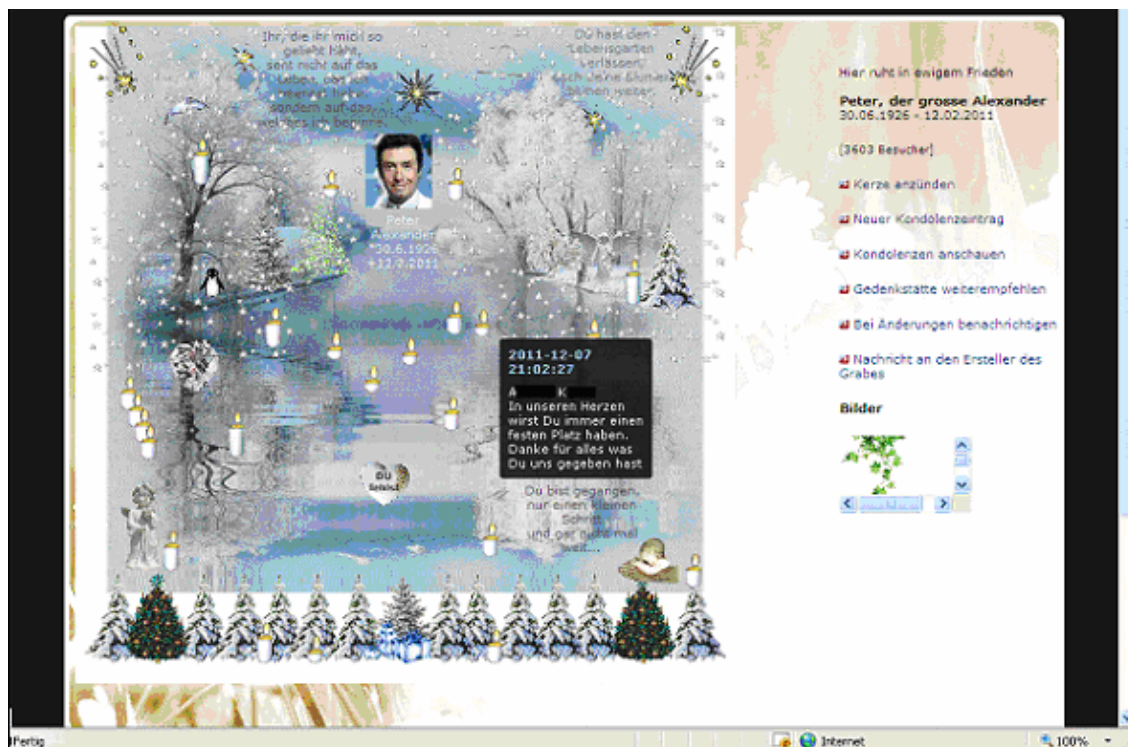 Ihr, die ihr mich so
geliebt habt,
seht nicht auf das
Leben, das ich
beendet habe,
sondern auf das,
welches ich beginne.
Du hast den
Lebensgarten
verlassen,
doch deine Blumen
blühen weiter.
Peter
Alexander
*30.6.1926
+12.2.2011
2011-12-07
21:02:27
A K
In unseren Herzen
wirst Du immer einen
festen Platz haben.
Danke für alles was
Du uns gegeben hast
DU
fehlst
Du bist gegangen,
nur einen kleinen
Schritt
und gar nicht mal
weit...
Hier ruht in ewigem Frieden
Peter, der grosse Alexander
30.06.1926 - 12.02.2011
[3603 Besucher]
Kerze anzünden
Neuer Kondolenzeintrag
Kondolenzen anschauen
Gedenkstätte weiterempfehlen
Bei Änderungen benachrichtigen
Nachricht an den Ersteller des
Grabes
Bilder
Fertig
Internet
100%